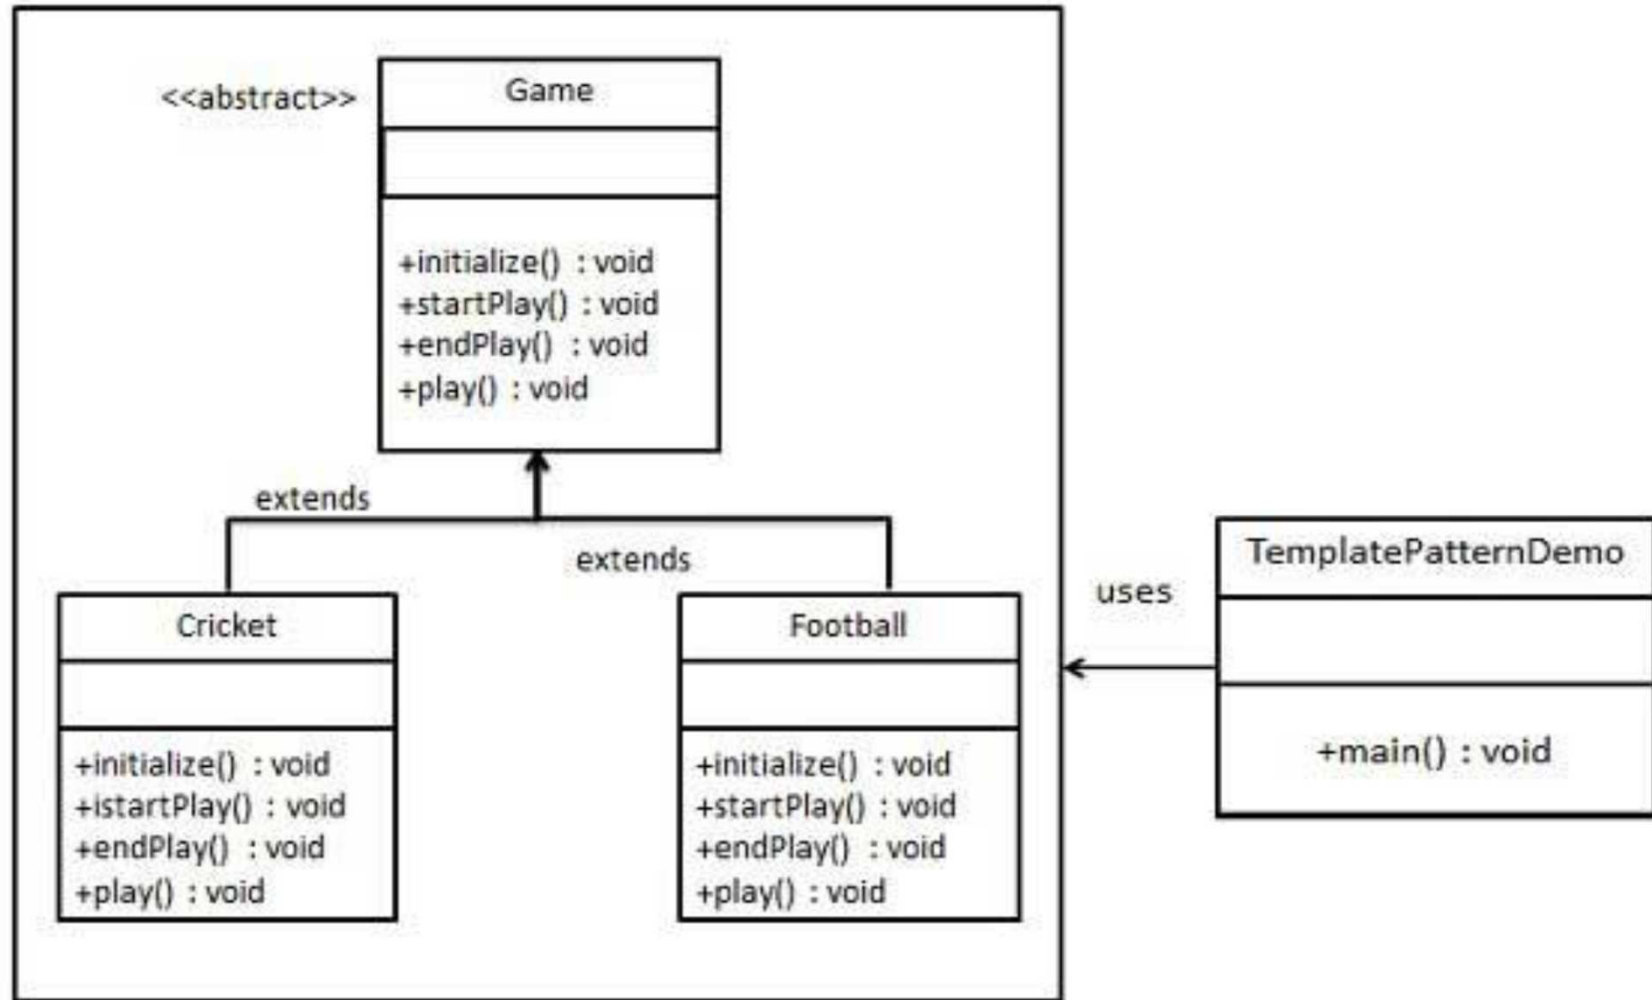 <<abstract>>
Game
+initialize() : void
+startPlay() : void
+endPlay() : void
+play() : void
extends
extends
Cricket
+initialize() : void
+istartPlay() : void
+endPlay() : void
+play() : void
Football
+initialize() : void
+startPlay() : void
+endPlay() : void
+play() : void
uses
TemplatePatternDemo
+main() : void